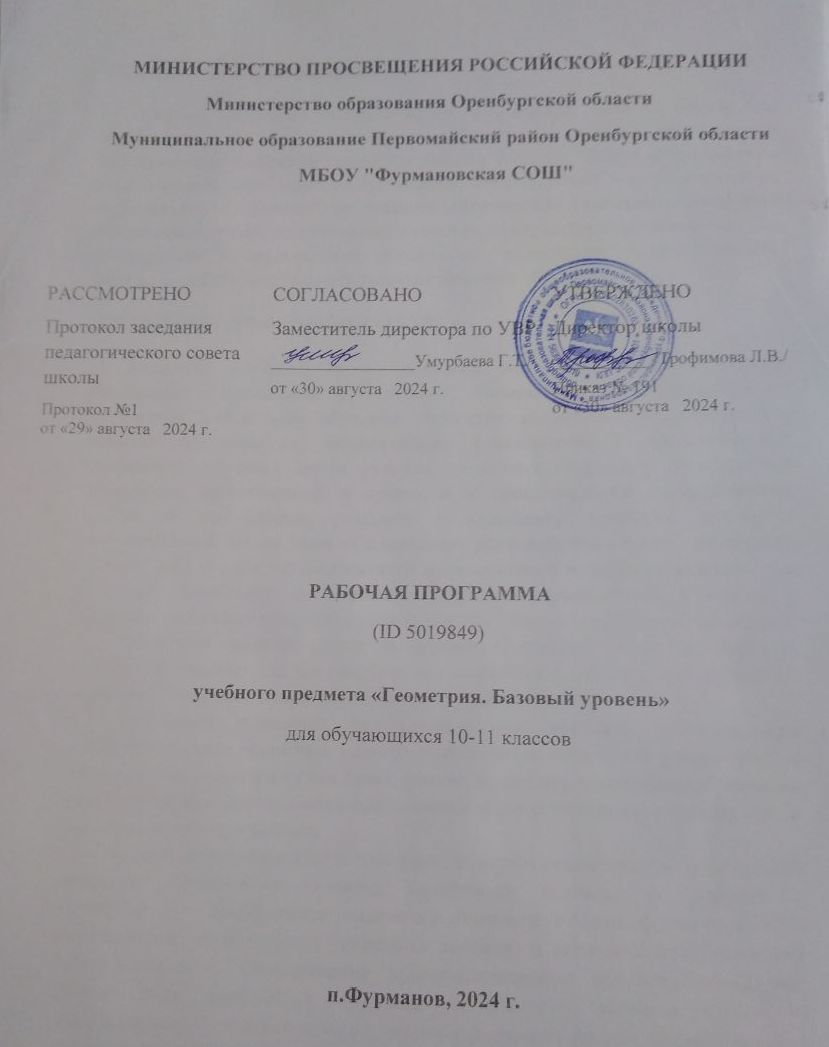 МИНИСТЕРСТВО ПРОСВЕЩЕНИЯ РОССИЙСКОЙ ФЕДЕРАЦИИ
Министерство образования Оренбургской области
Муниципальное образование Первомайский район Оренбургской области
МБОУ "Фурмановская СОШ"
РАССМОТРЕНО
Протокол заседания
педагогического совета
школы
Протокол №1
от «29» августа 2024 г.
СОГЛАСОВАНО
Заместитель директора по УВР
Умурбаева Г.Т.
от «30» августа 2024 г.
УТВЕРЖДЕНО
Директор школы
Трофимова Л.В./
Приказ № 191
от «30» августа 2024 г.
РАБОЧАЯ ПРОГРАММА
(ID 5019849)
учебного предмета «Геометрия. Базовый уровень»
для обучающихся 10-11 классов
п.Фурманов, 2024 г.